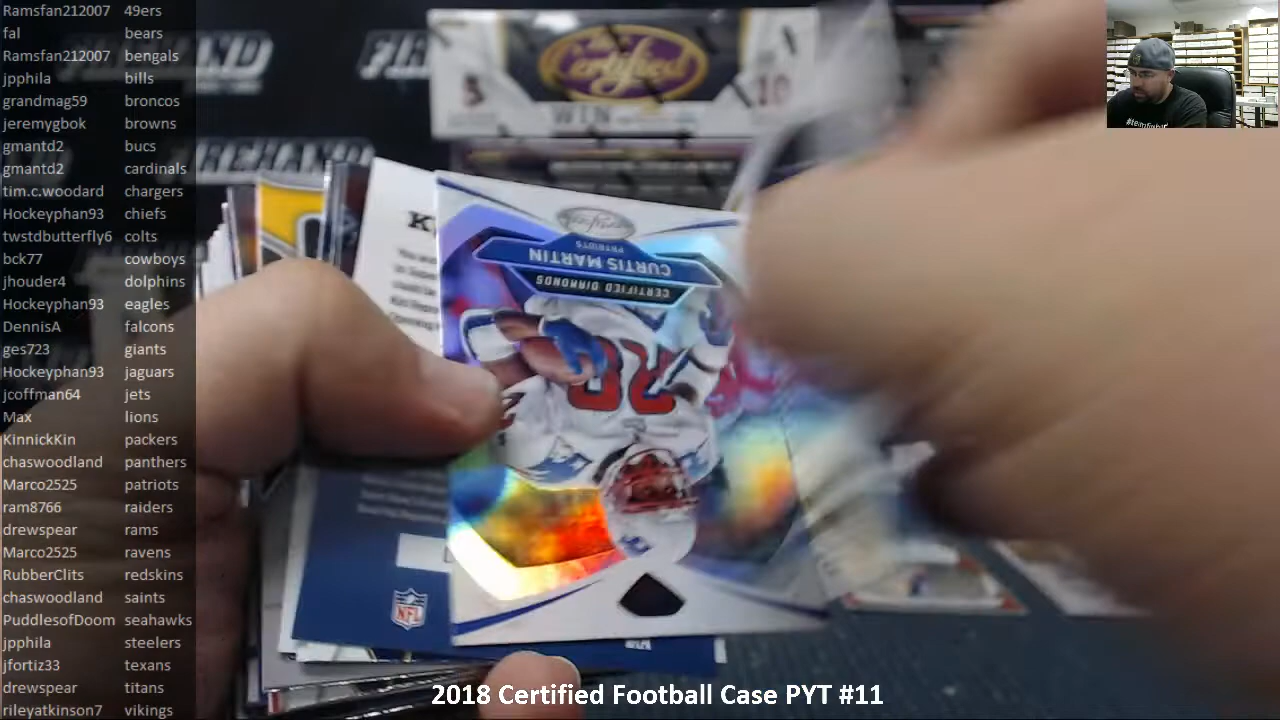 Ramsfan212007 49ers
fal bears
Ramsfan212007 bengals
jpphila bills
grandmag59 broncos
jeremygbok browns
gmantd2 bucs
gmantd2 cardinals
tim.c.woodard chargers
Hockeyphan93 chiefs
twstdbutterfly6 colts
bck77 cowboys
jhouder4 dolphins
Hockeyphan93 eagles
DennisA falcons
ges723 giants
Hockeyphan93 jaguars
jcoffman64 jets
Max lions
KinnickKin packers
chaswoodland panthers
Marco2525 patriots
ram8766 raiders
drewspear rams
Marco2525 ravens
RubberClits redskins
chaswoodland saints
PuddlesofDoom seahawks
jpphila steelers
jfortiz33 texans
drewspear titans
rileyatkinson7 vikings
Certified
5
10
PATRIOTS
CURTIS MARTIN
CERTIFIED DIAMONDS
NFL
2018 Certified Football Case PYT #11